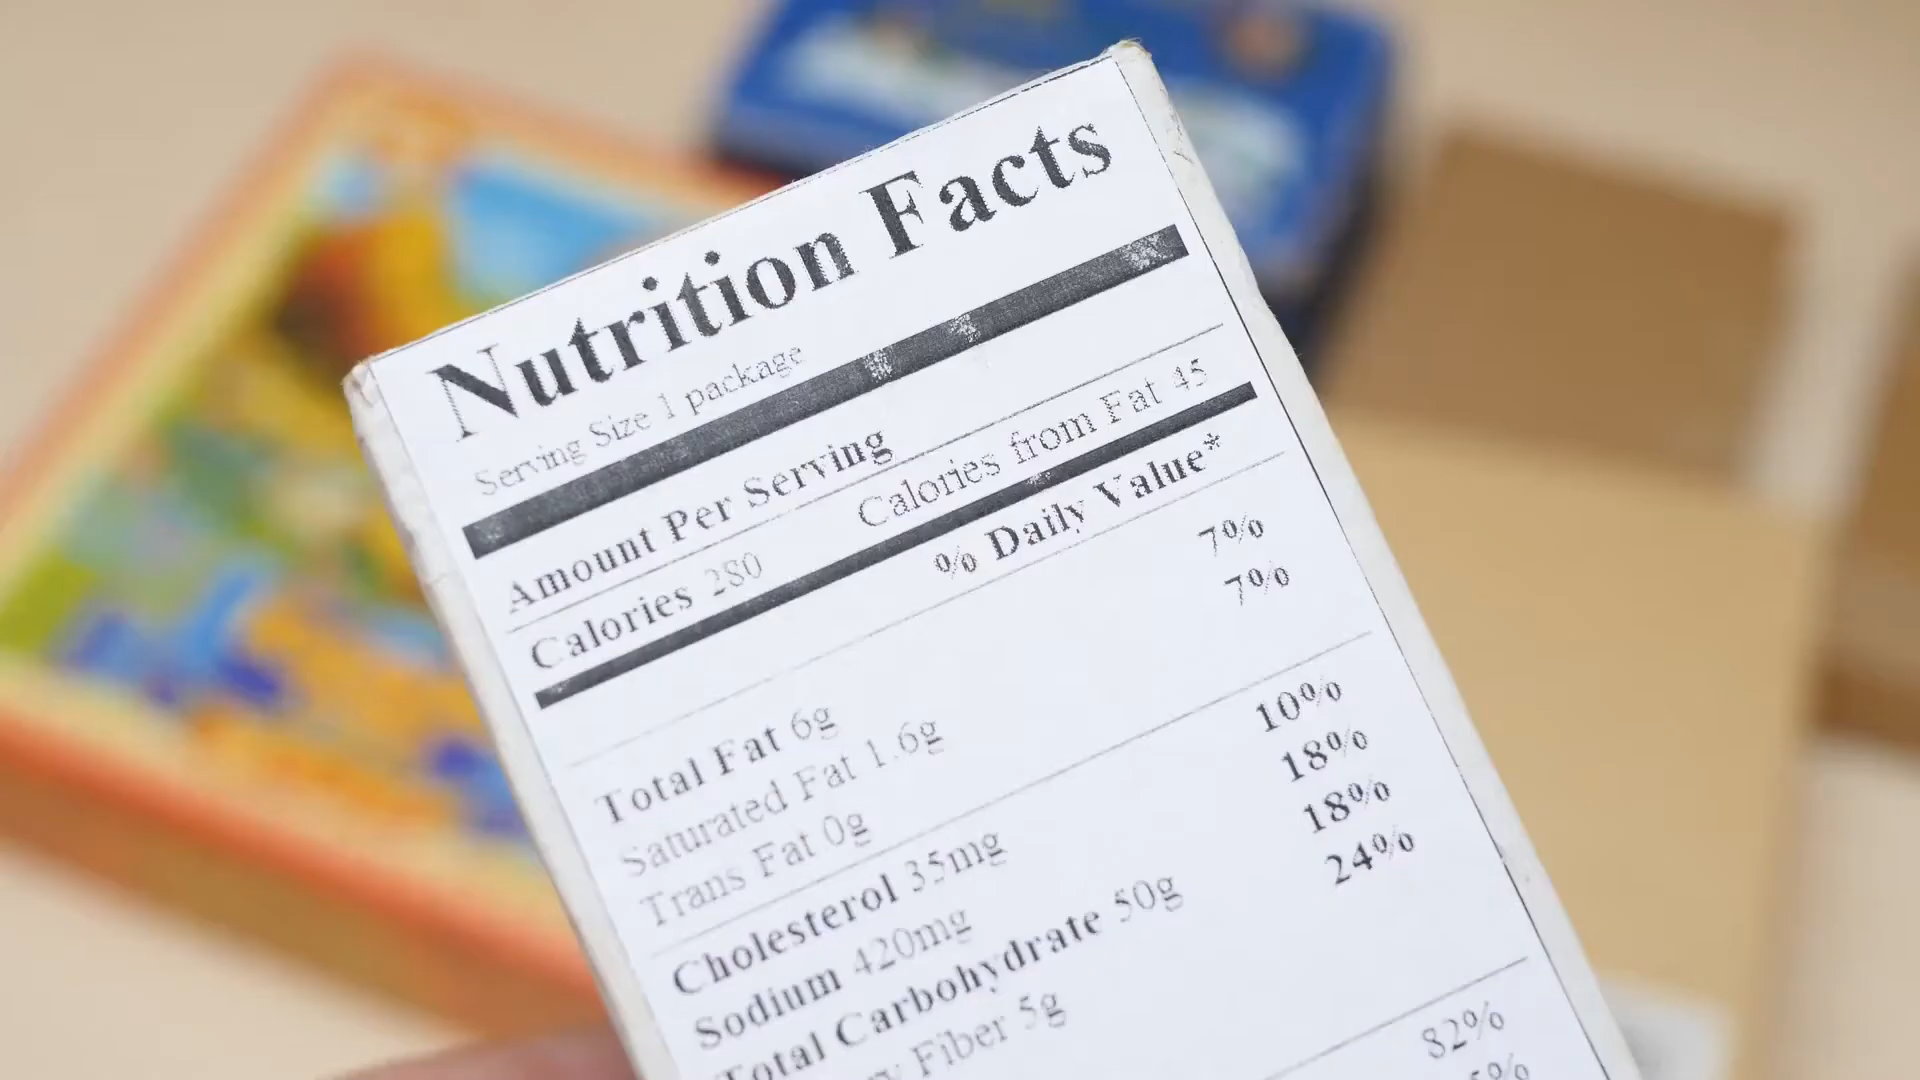 Nutrition Facts
Serving Size 1 package
Amount Per Serving
Calories 280 Calories from Fat 45
% Daily Value*
Total Fat 6g 7%
Saturated Fat 1.6g 7%
Trans Fat 0g
Cholesterol 35mg 10%
Sodium 420mg 18%
Total Carbohydrate 50g 18%
Fiber 5g 24%
82%